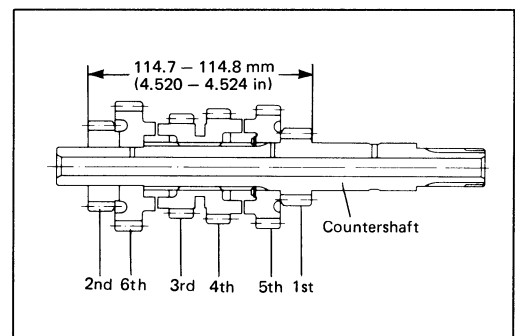 114.7 – 114.8 mm
(4.520 – 4.524 in)
Countershaft
2nd 6th 3rd 4th 5th 1st